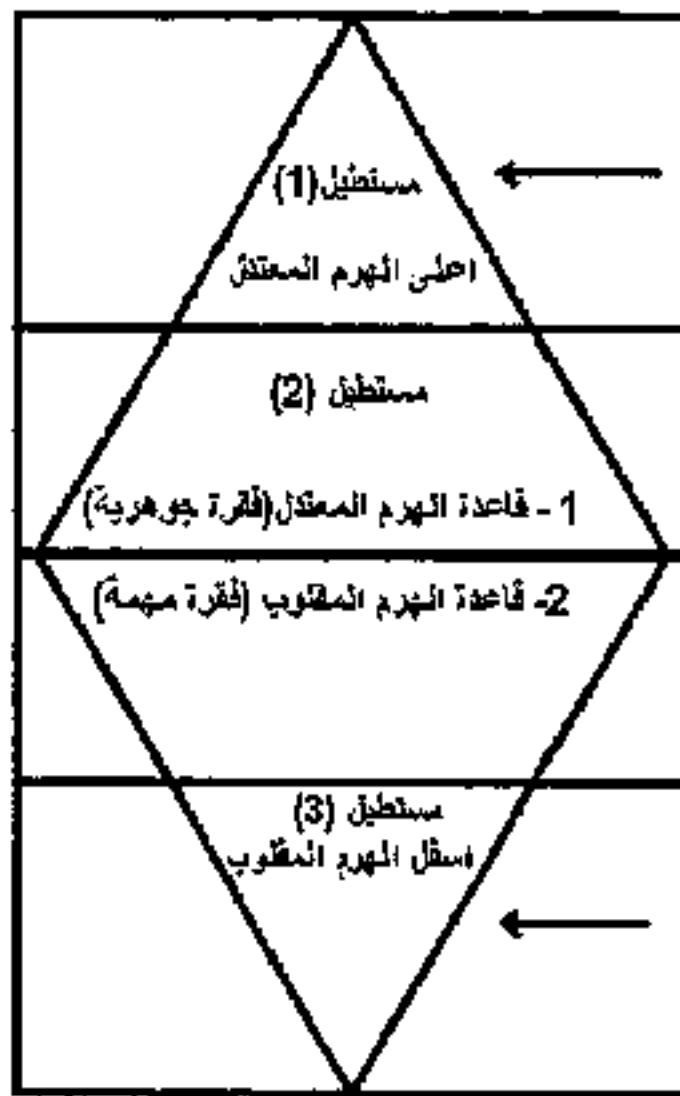 مستطيل (1)
اعلى الهرم المعتدل
مستطيل (2)
1 - قاعدة الهرم المعتدل (فقرة جوهرية)
2- قاعدة الهرم المقلوب (فقرة مهمة)
مستطيل (3)
اسفل الهرم المقلوب